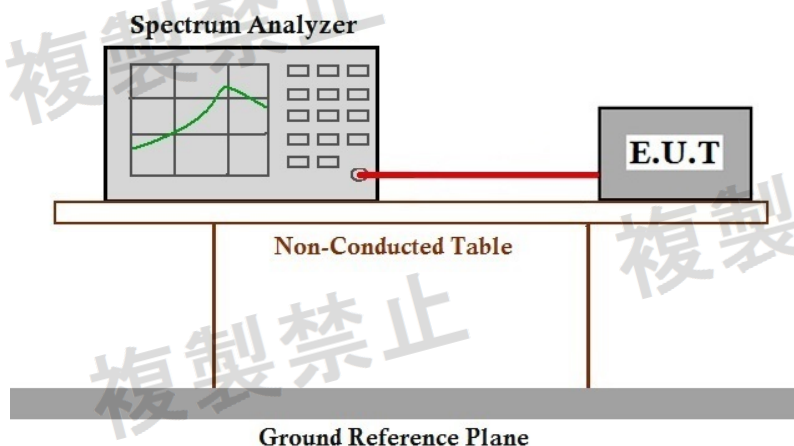 Spectrum Analyzer
複製禁止
E.U.T
複製
Non-Conducted Table
複製禁止
Ground Reference Plane